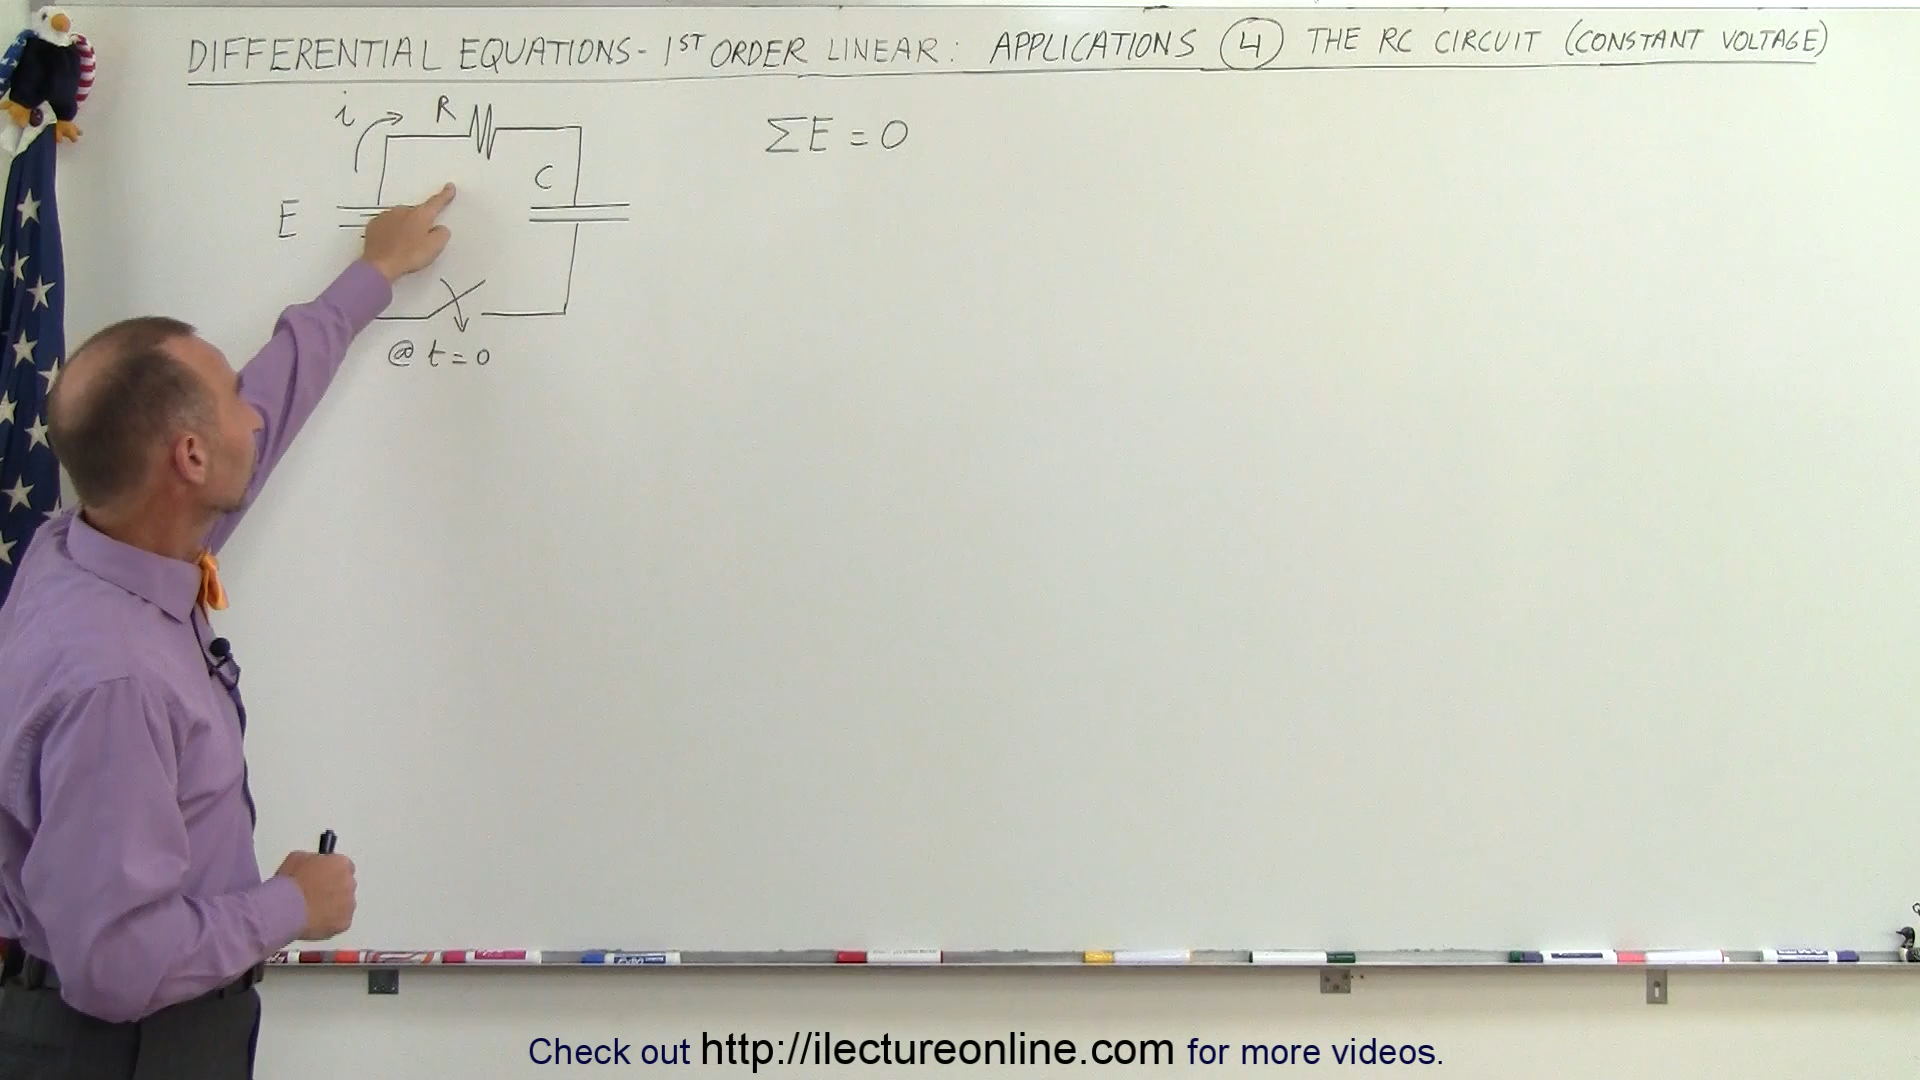 DIFFERENTIAL EQUATIONS - 1ST ORDER LINEAR: APPLICATIONS 4 THE RC CIRCUIT (CONSTANT VOLTAGE)
i R
ΣE = 0
C
E
@ t = 0
Check out http://ilectureonline.com for more videos.